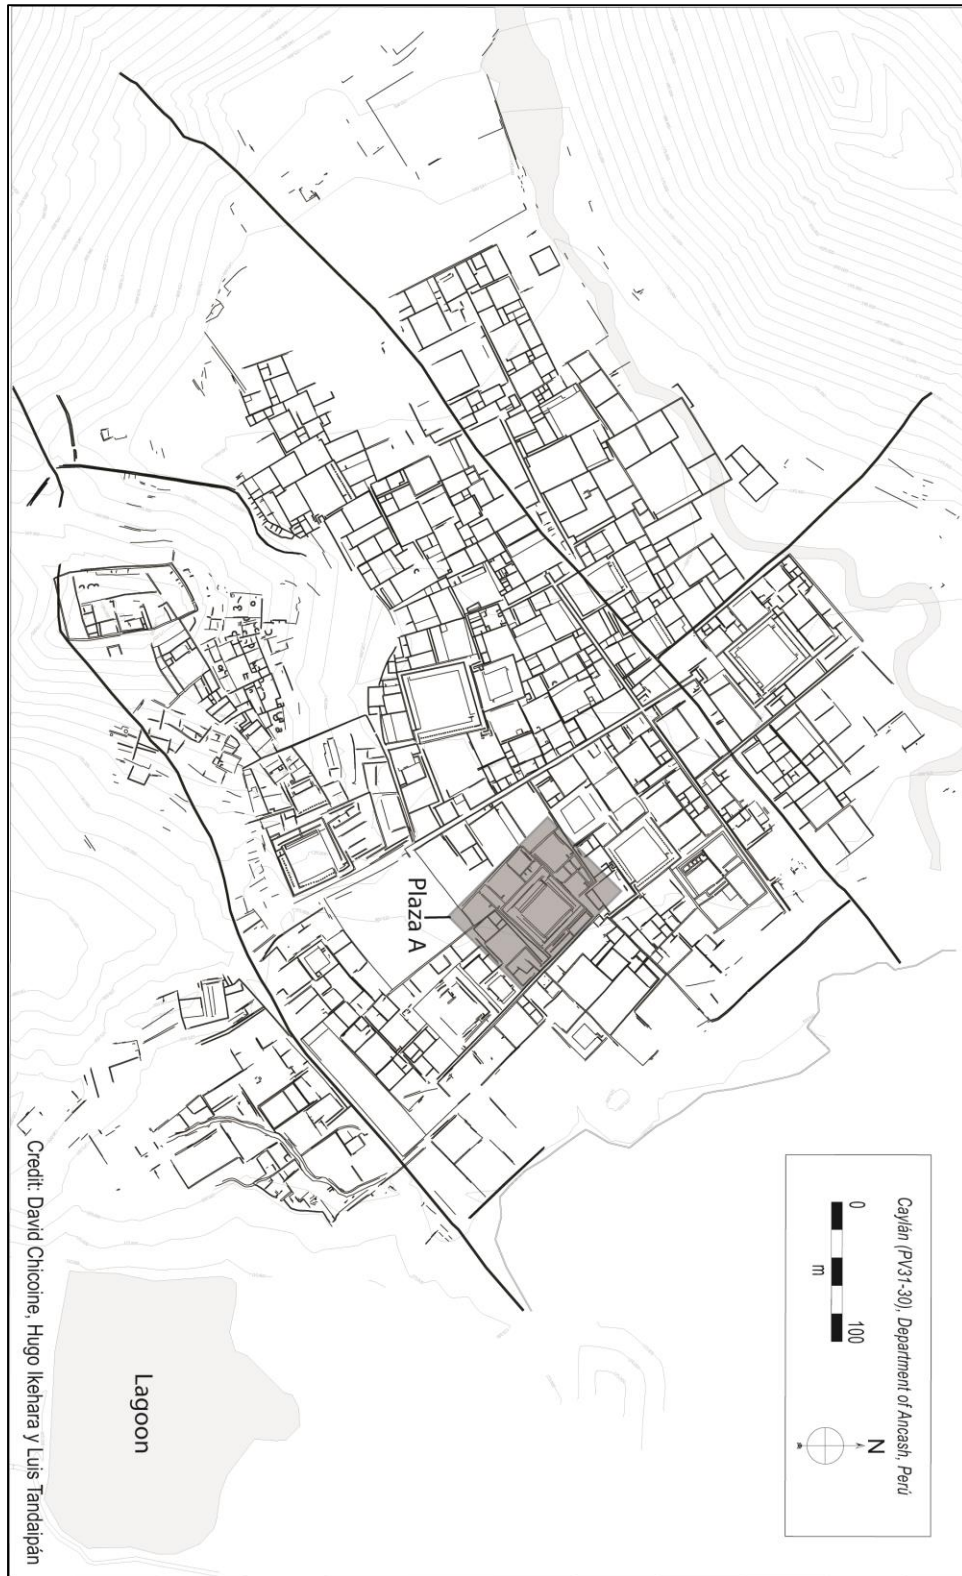 Caylán (PV31-30), Department of Ancash, Perú
0
100
m
N
Plaza A
Lagoon
Credit: David Chicoine, Hugo Ikehara y Luis Tandaipán